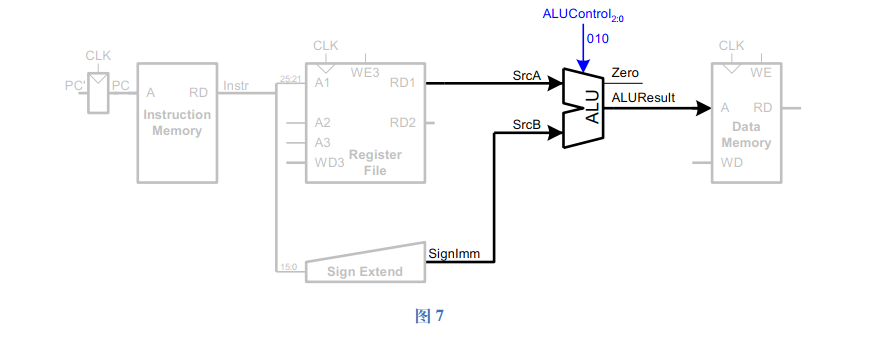 ALUControl2:0
010
CLK
PC'
PC
A
RD
Instr
Instruction
Memory
25:21
CLK
WE3
A1
RD1
A2
RD2
A3
WD3
Register
File
15:0
Sign Extend
SignImm
SrcA
SrcB
ALU
Zero
ALUResult
CLK
WE
A
RD
Data
Memory
WD
图 7